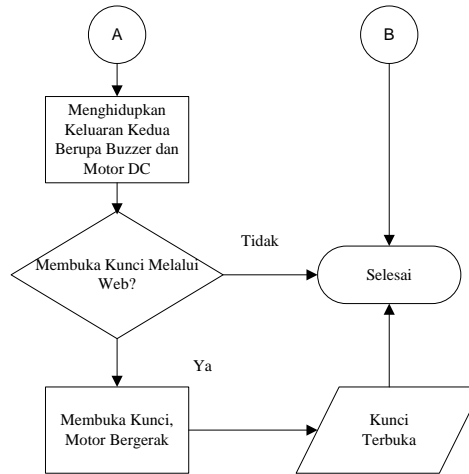 A
B
Menghidupkan
Keluaran Kedua
Berupa Buzzer dan
Motor DC
Tidak
Membuka Kunci Melalui
Web?
Selesai
Ya
Membuka Kunci,
Motor Bergerak
Kunci
Terbuka